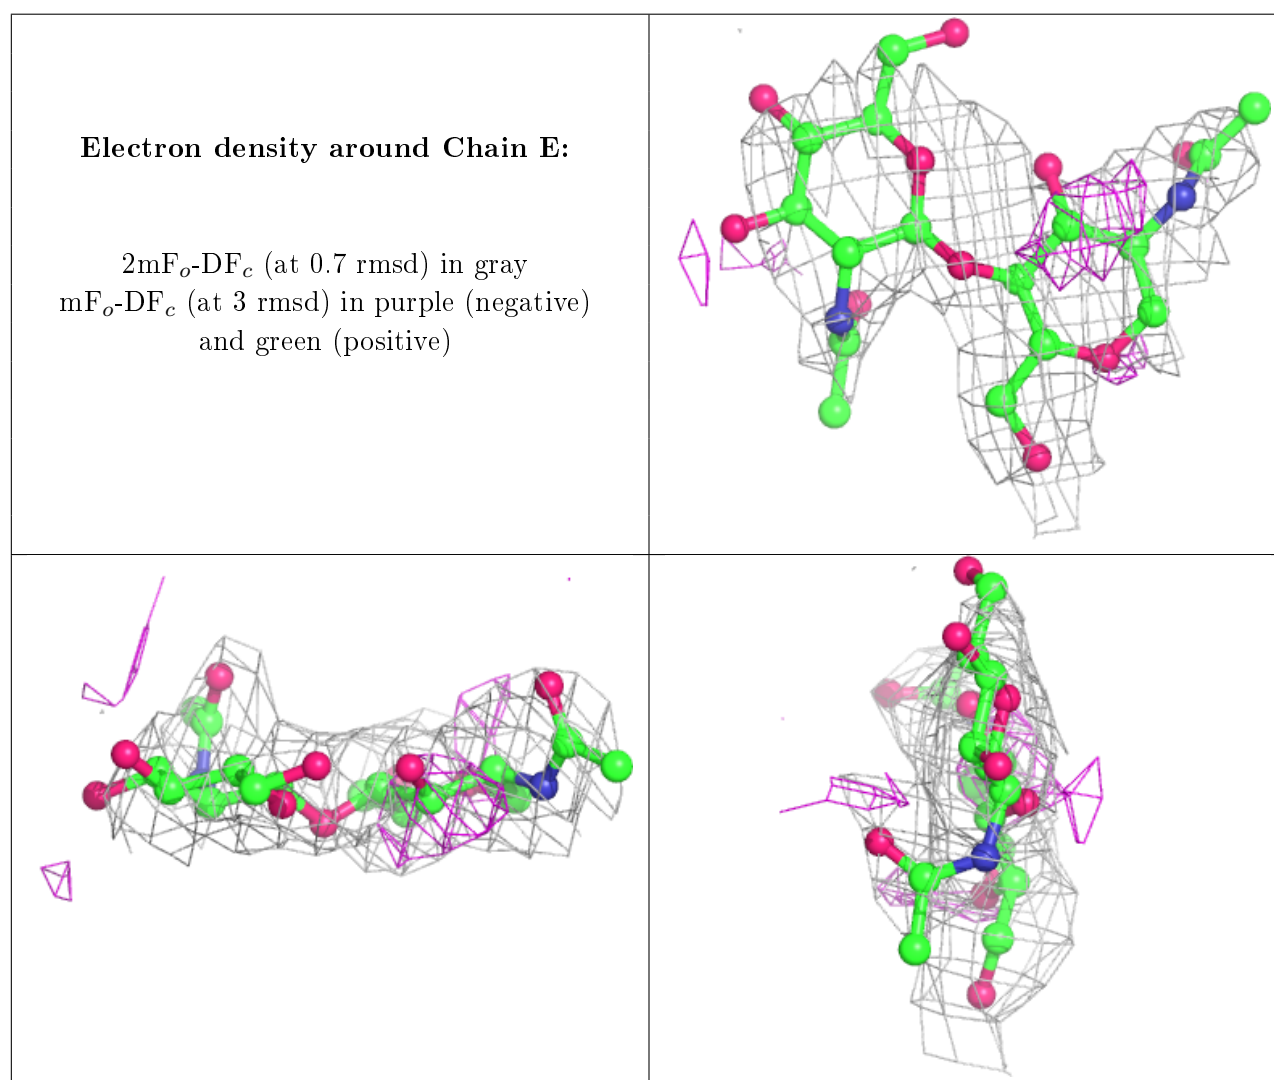 Electron density around Chain E:
2mFₒ-DF𝑐 (at 0.7 rmsd) in gray
mFₒ-DF𝑐 (at 3 rmsd) in purple (negative)
and green (positive)